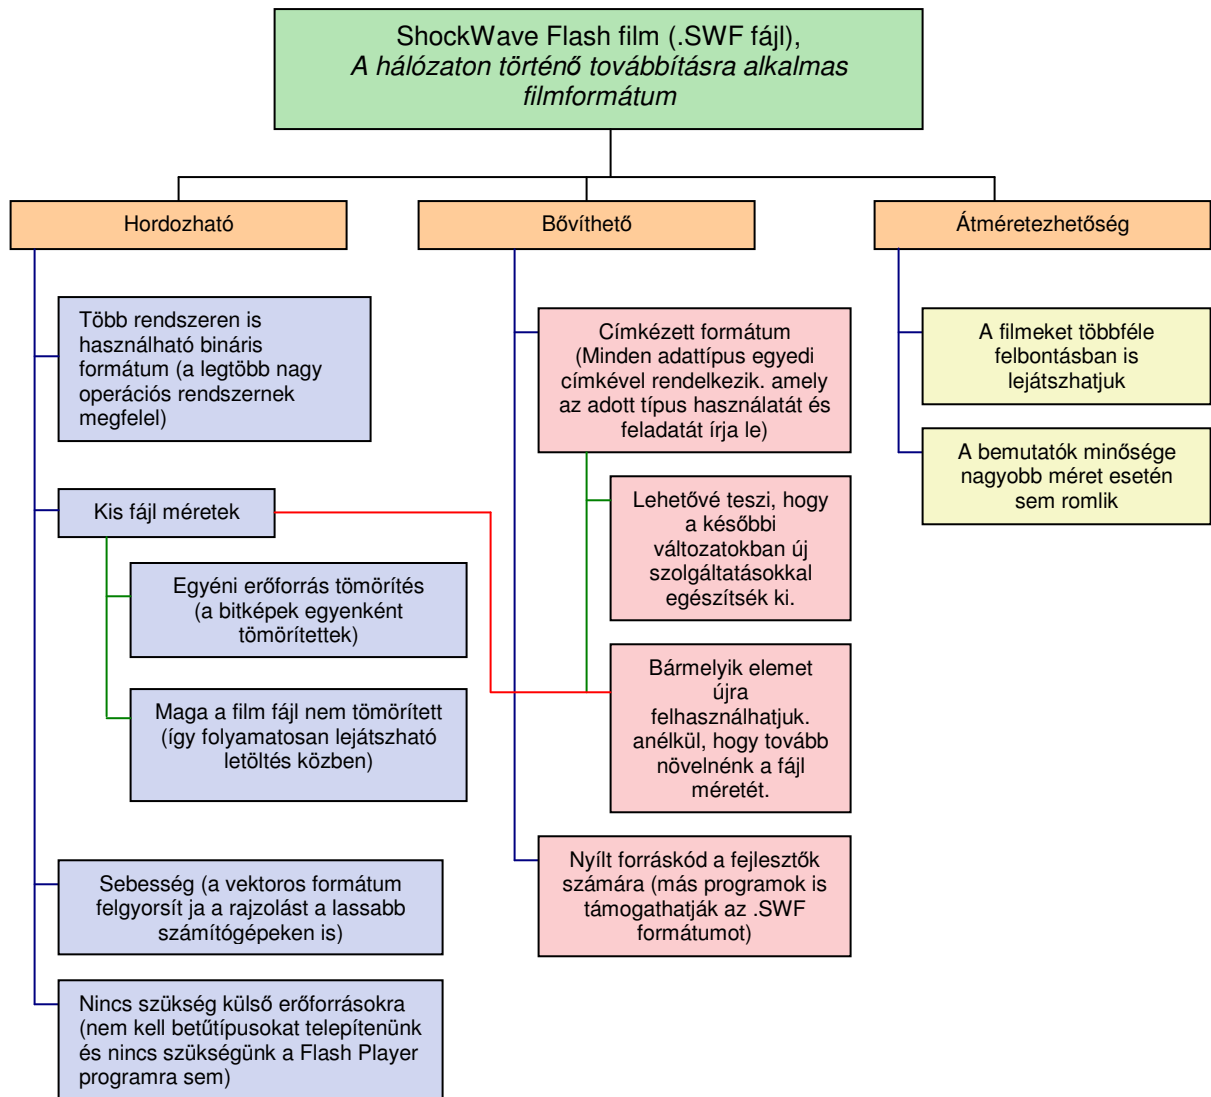 ShockWave Flash film (.SWF fájl),
A hálózaton történő továbbításra alkalmas
filmformátum
Hordozható
Több rendszeren is
használható bináris
formátum (a legtöbb nagy
operációs rendszernek
megfelel)
Kis fájl méretek
Egyéni erőforrás tömörítés
(a bitképek egyenként
tömörítettek)
Maga a film fájl nem tömörített
(így folyamatosan lejátszható
letöltés közben)
Sebesség (a vektoros formátum
felgyorsít ja a rajzolást a lassabb
számítógépeken is)
Nincs szükség külső erőforrásokra
(nem kell betűtípusokat telepítenünk
és nincs szükségünk a Flash Player
programra sem)
Bővíthető
Címkézett formátum
(Minden adattípus egyedi
címkével rendelkezik. amely
az adott típus használatát és
feladatát írja le)
Lehetővé teszi, hogy
a későbbi
változatokban új
szolgáltatásokkal
egészítsék ki.
Bármelyik elemet
újra
felhasználhatjuk.
anélkül, hogy tovább
növelnénk a fájl
méretét.
Nyílt forráskód a fejlesztők
számára (más programok is
támogathatják az .SWF
formátumot)
Átméretezhetőség
A filmeket többféle
felbontásban is
lejátszhatjuk
A bemutatók minősége
nagyobb méret esetén
sem romlik